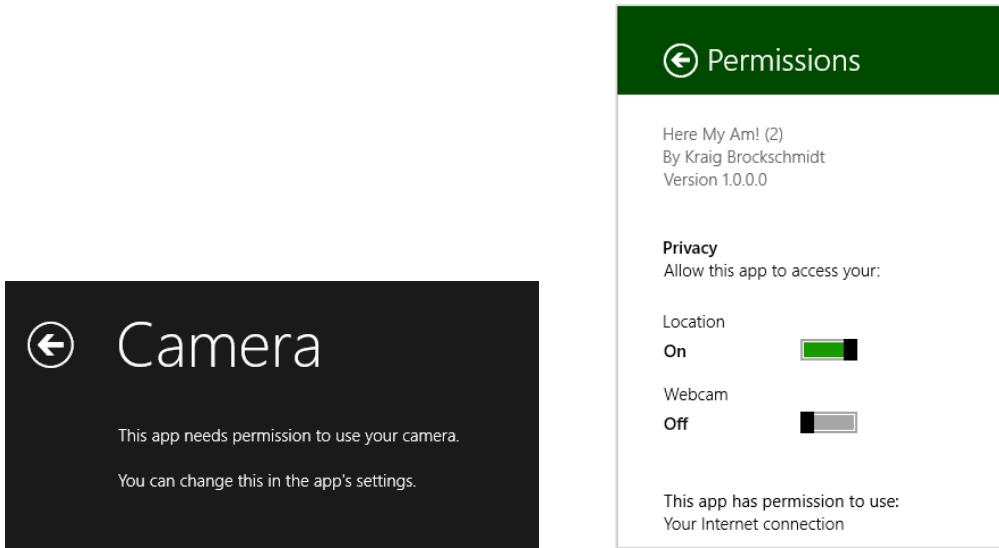 Camera
This app needs permission to use your camera.
You can change this in the app's settings.
Permissions
Here My Am! (2)
By Kraig Brockschmidt
Version 1.0.0.0
Privacy
Allow this app to access your:
Location
On
Webcam
Off
This app has permission to use:
Your Internet connection